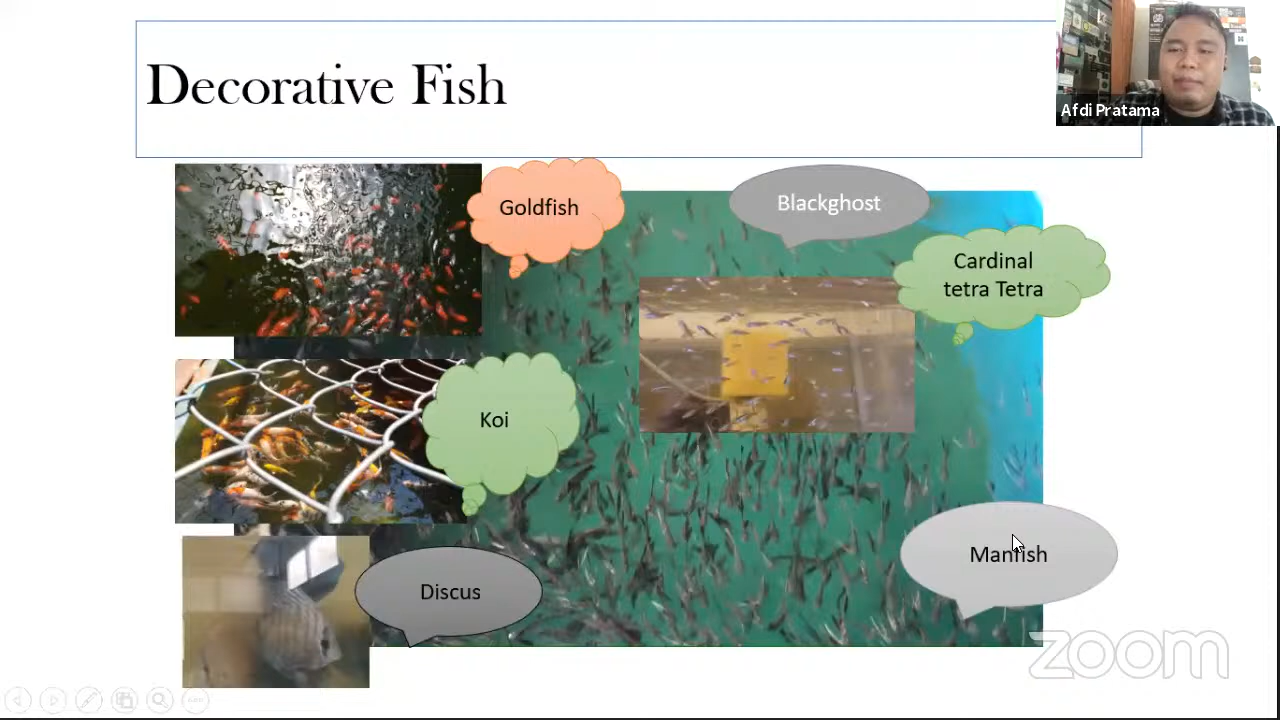 Decorative Fish
Afdi Pratama
Goldfish
Blackghost
Cardinal
tetra Tetra
Koi
Manfish
Discus
zoom